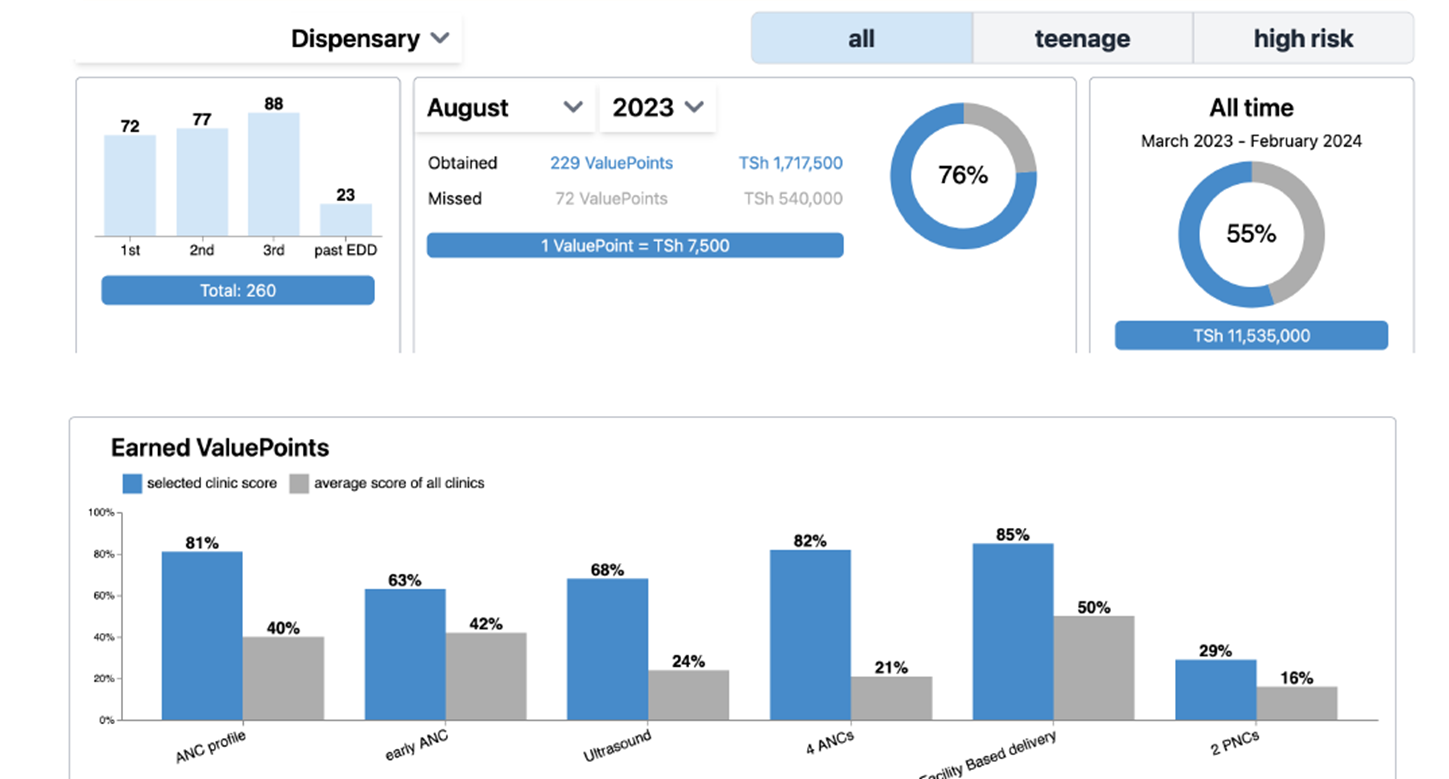 Dispensary
all teenage high risk
72 77 88 23
1st 2nd 3rd past EDD
Total: 260
August 2023
Obtained 229 ValuePoints TSh 1,717,500
Missed 72 ValuePoints TSh 540,000
1 ValuePoint = TSh 7,500
76%
All time
March 2023 - February 2024
55%
TSh 11,535,000
Earned ValuePoints
selected clinic score average score of all clinics
100%
80%
60%
40%
20%
0%
81% 40% 63% 42% 68% 24% 82% 21% 85% 50% 29% 16%
ANC profile early ANC Ultrasound 4 ANCs Facility Based delivery 2 PNCs